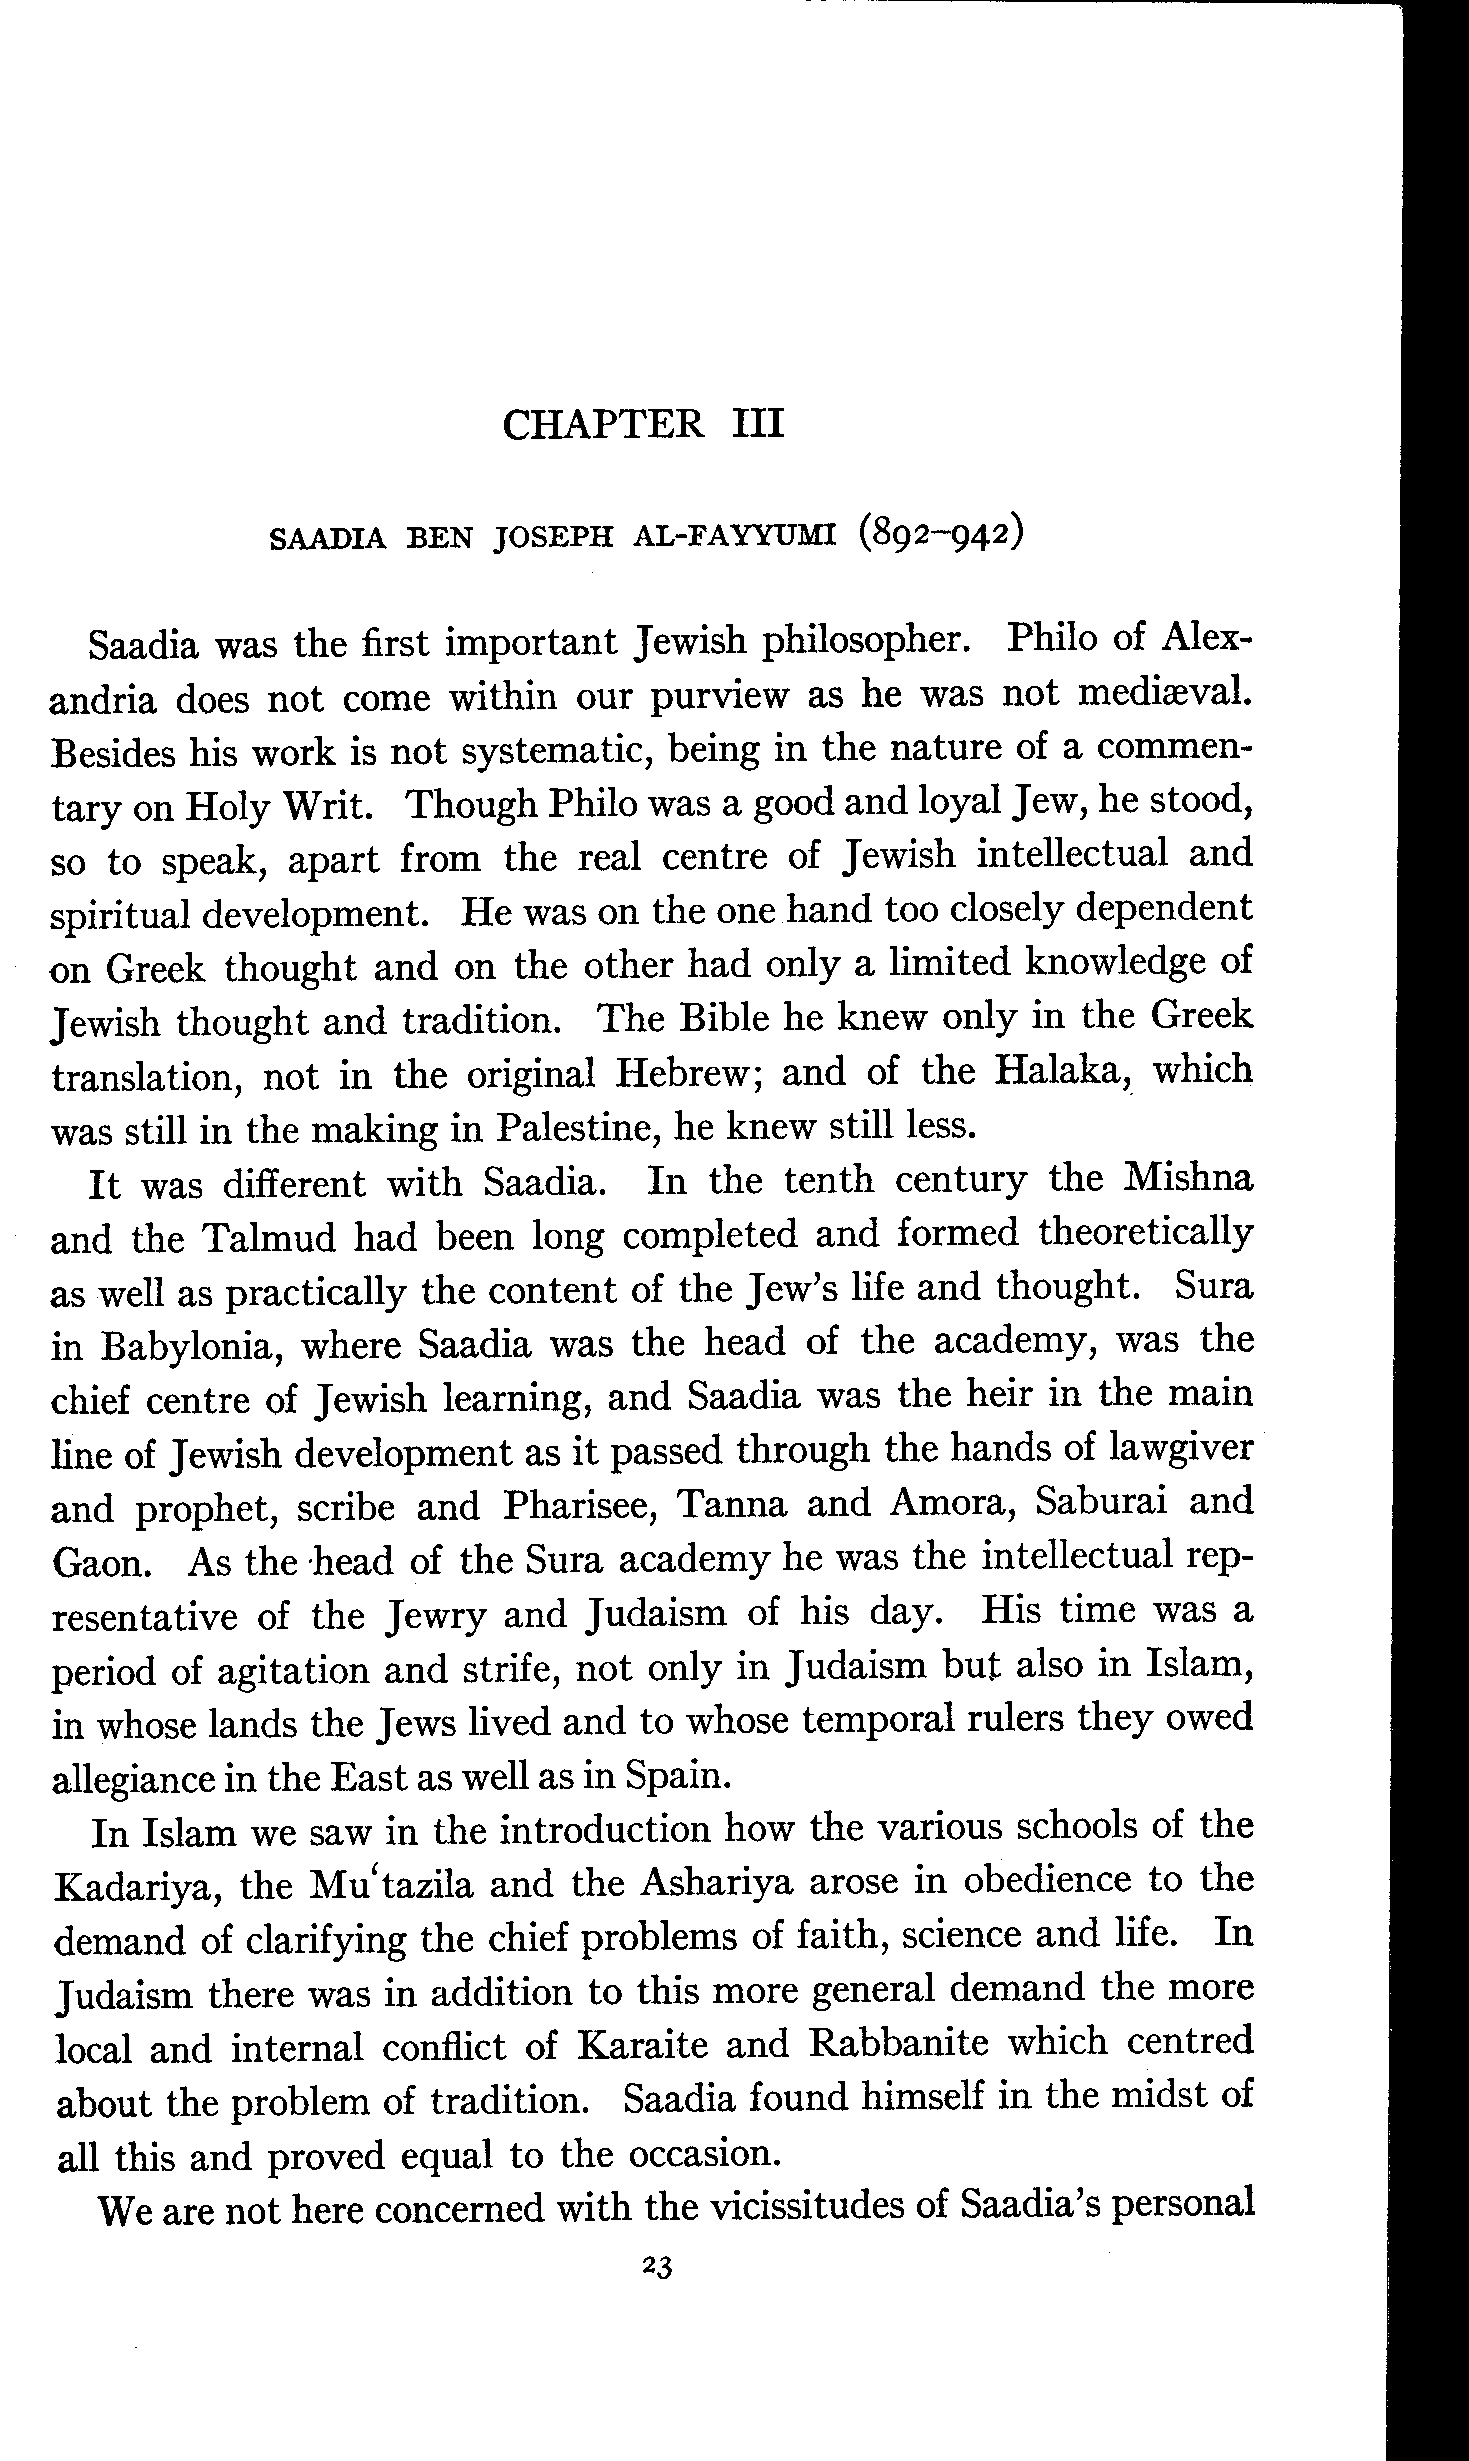 CHAPTER III
SAADIA BEN JOSEPH AL-FAYYUMI (892–942)
Saadia was the first important Jewish philosopher. Philo of Alex-
andria does not come within our purview as he was not mediæval.
Besides his work is not systematic, being in the nature of a commen-
tary on Holy Writ. Though Philo was a good and loyal Jew, he stood,
so to speak, apart from the real centre of Jewish intellectual and
spiritual development. He was on the one hand too closely dependent
on Greek thought and on the other had only a limited knowledge of
Jewish thought and tradition. The Bible he knew only in the Greek
translation, not in the original Hebrew; and of the Halaka, which
was still in the making in Palestine, he knew still less.
It was different with Saadia. In the tenth century the Mishna
and the Talmud had been long completed and formed theoretically
as well as practically the content of the Jew's life and thought. Sura
in Babylonia, where Saadia was the head of the academy, was the
chief centre of Jewish learning, and Saadia was the heir in the main
line of Jewish development as it passed through the hands of lawgiver
and prophet, scribe and Pharisee, Tanna and Amora, Saburai and
Gaon. As the head of the Sura academy he was the intellectual rep-
resentative of the Jewry and Judaism of his day. His time was a
period of agitation and strife, not only in Judaism but also in Islam,
in whose lands the Jews lived and to whose temporal rulers they owed
allegiance in the East as well as in Spain.
In Islam we saw in the introduction how the various schools of the
Kadariya, the Mu‘tazila and the Ashariya arose in obedience to the
demand of clarifying the chief problems of faith, science and life. In
Judaism there was in addition to this more general demand the more
local and internal conflict of Karaite and Rabbanite which centred
about the problem of tradition. Saadia found himself in the midst of
all this and proved equal to the occasion.
We are not here concerned with the vicissitudes of Saadia's personal
23